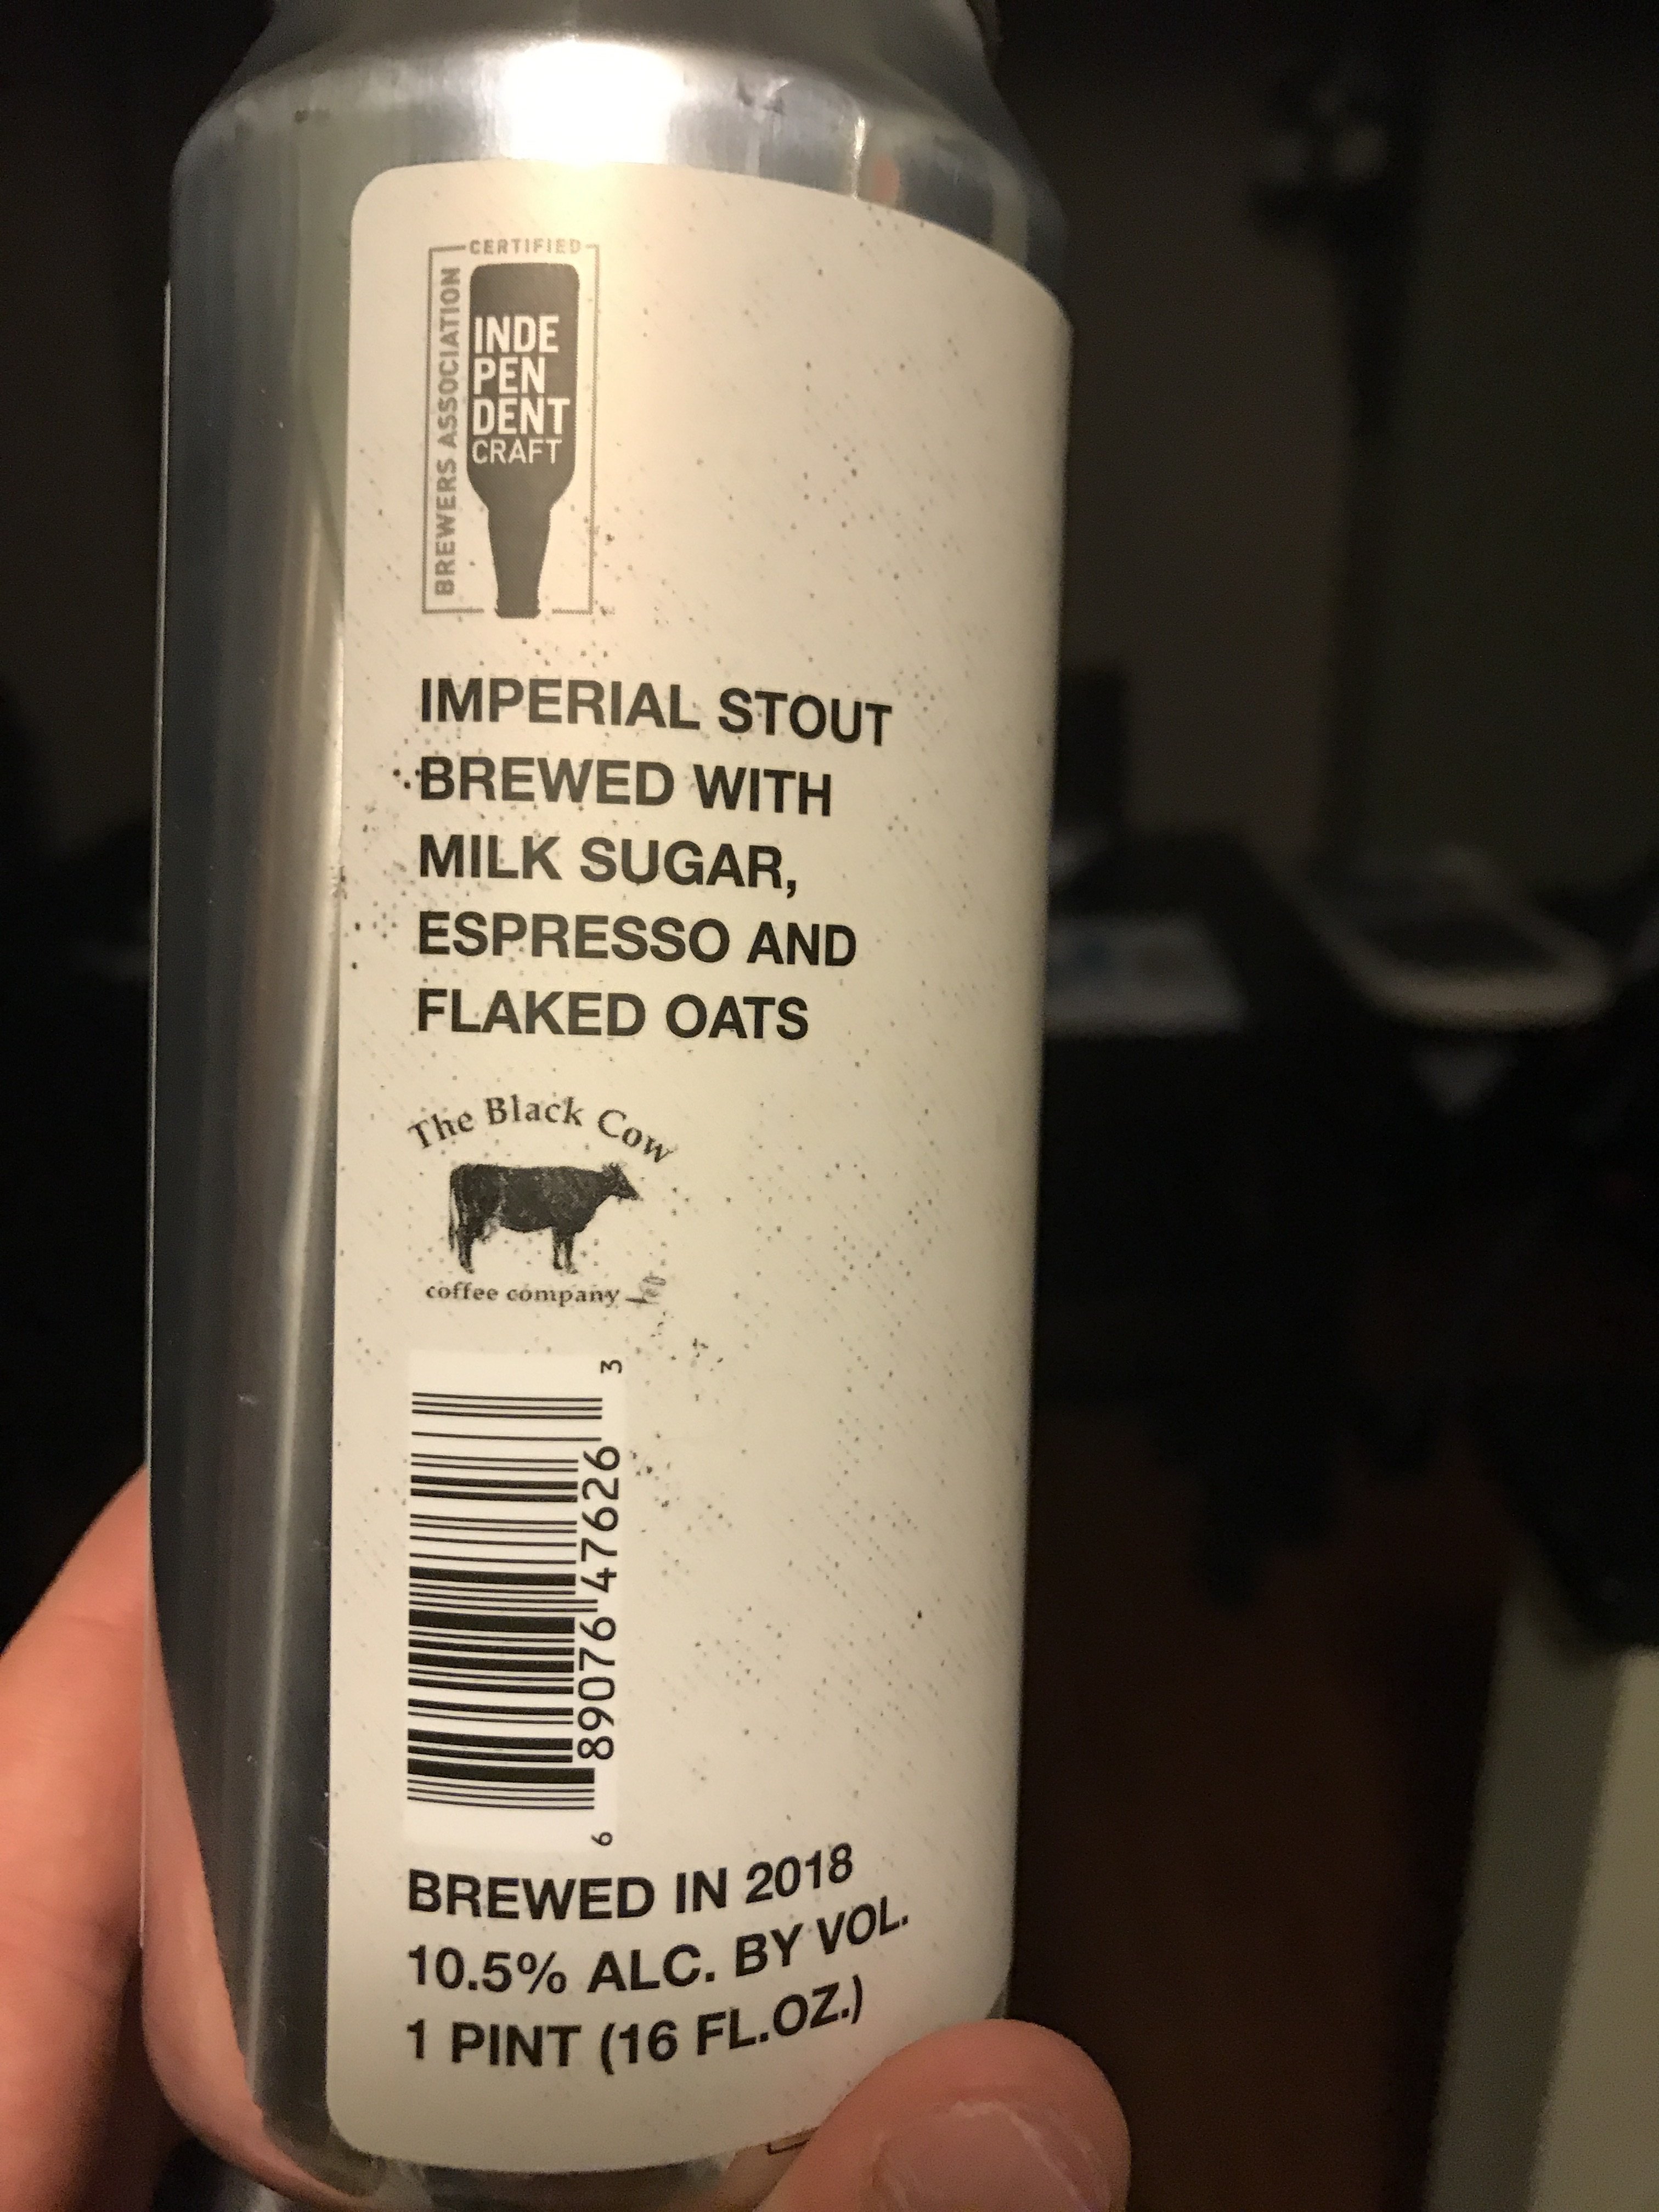 CERTIFIED
BREWERS ASSOCIATION
INDE
PEN
DENT
CRAFT
IMPERIAL STOUT
BREWED WITH
MILK SUGAR,
ESPRESSO AND
FLAKED OATS
The Black Cow
coffee company
6 89076 47626 3
BREWED IN 2018
10.5% ALC. BY VOL.
1 PINT (16 FL.OZ.)